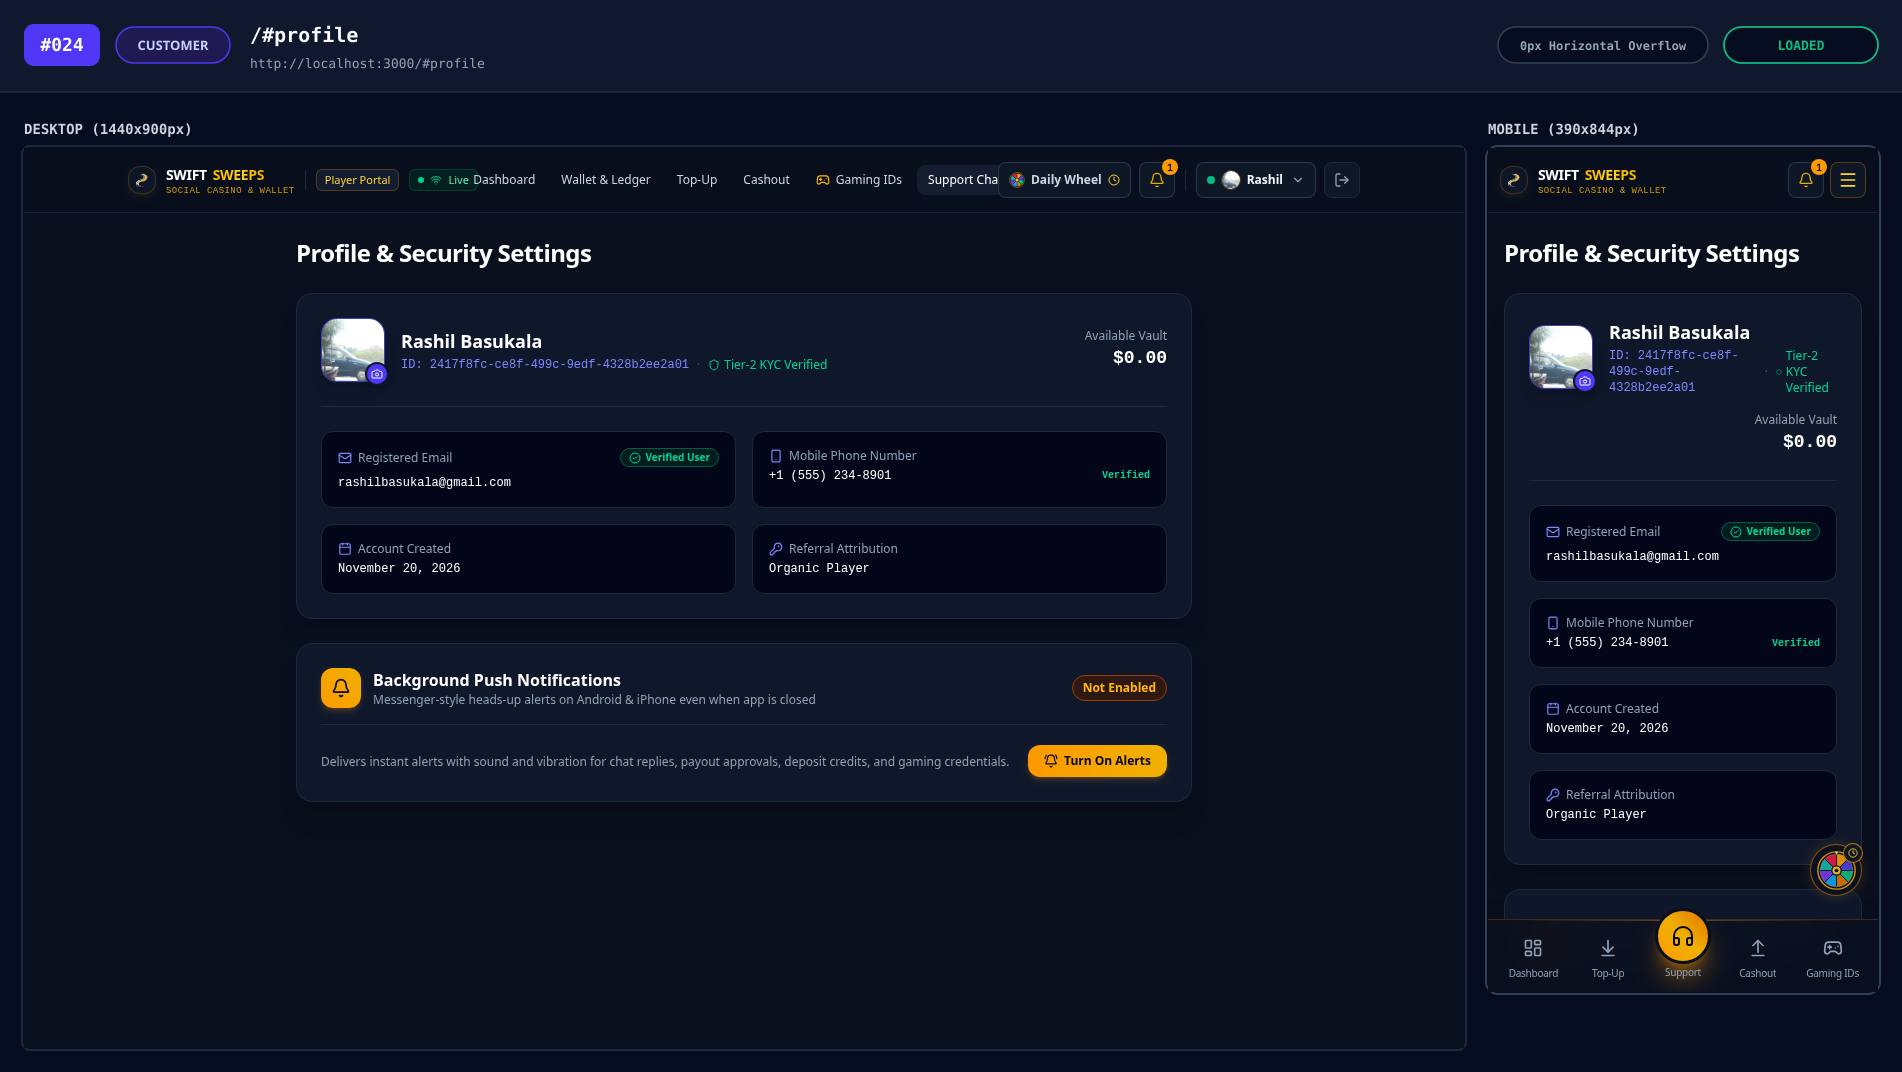 #024
CUSTOMER
/#profile
http://localhost:3000/#profile
0px Horizontal Overflow
LOADED
DESKTOP (1440x900px)
SWIFT SWEEPS
SOCIAL CASINO & WALLET
Player Portal
Live
Dashboard
Wallet & Ledger
Top-Up
Cashout
Gaming IDs
Support Cha
Daily Wheel
1
Rashil
Profile & Security Settings
Rashil Basukala
ID: 2417f8fc-ce8f-499c-9edf-4328b2ee2a01 · Tier-2 KYC Verified
Available Vault
$0.00
Registered Email
Verified User
rashilbasukala@gmail.com
Mobile Phone Number
+1 (555) 234-8901
Verified
Account Created
November 20, 2026
Referral Attribution
Organic Player
Background Push Notifications
Messenger-style heads-up alerts on Android & iPhone even when app is closed
Not Enabled
Delivers instant alerts with sound and vibration for chat replies, payout approvals, deposit credits, and gaming credentials.
Turn On Alerts
MOBILE (390x844px)
SWIFT SWEEPS
SOCIAL CASINO & WALLET
1
Profile & Security Settings
Rashil Basukala
ID: 2417f8fc-ce8f-
499c-9edf-
4328b2ee2a01
·
Tier-2
KYC
Verified
Available Vault
$0.00
Registered Email
Verified User
rashilbasukala@gmail.com
Mobile Phone Number
+1 (555) 234-8901
Verified
Account Created
November 20, 2026
Referral Attribution
Organic Player
Dashboard
Top-Up
Support
Cashout
Gaming IDs